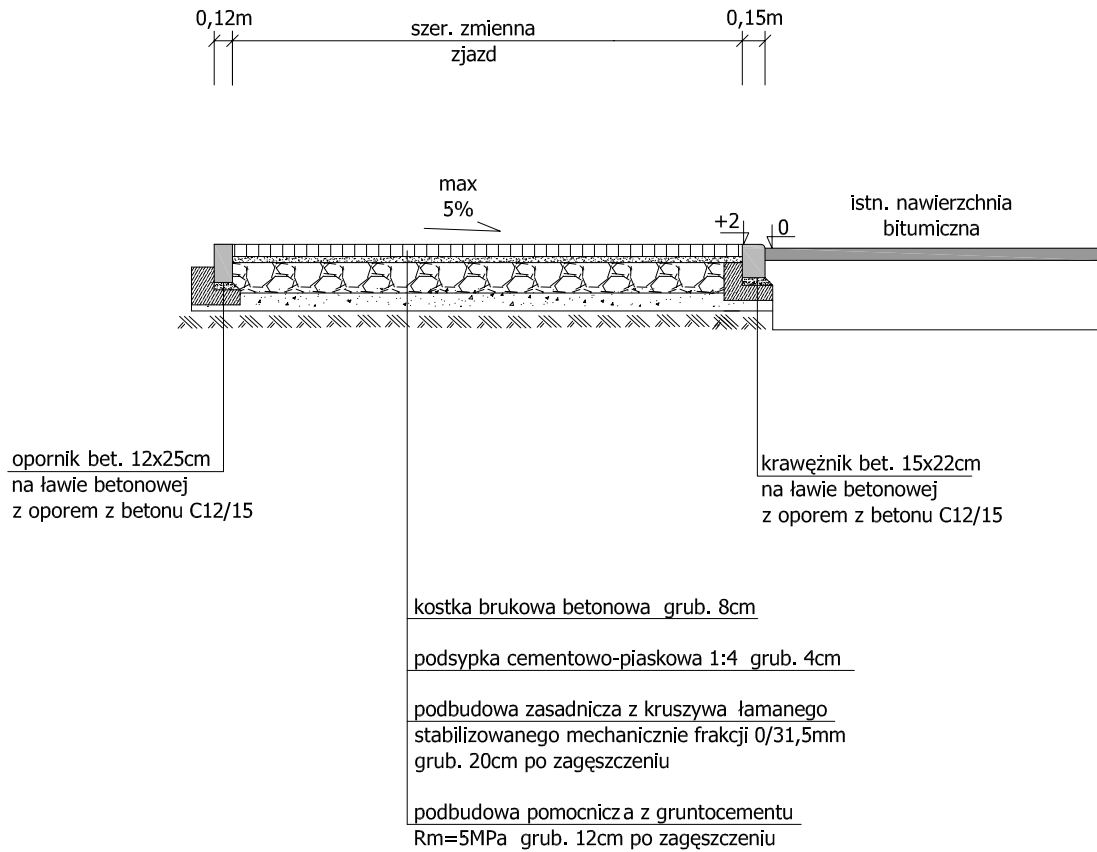 0,12m
szer. zmienna
zjazd
0,15m
max
5%
+2
0
istn. nawierzchnia
bitumiczna
opornik bet. 12x25cm
na ławie betonowej
z oporem z betonu C12/15
krawężnik bet. 15x22cm
na ławie betonowej
z oporem z betonu C12/15
kostka brukowa betonowa grub. 8cm
podsypka cementowo-piaskowa 1:4 grub. 4cm
podbudowa zasadnicza z kruszywa łamanego
stabilizowanego mechanicznie frakcji 0/31,5mm
grub. 20cm po zagęszczeniu
podbudowa pomocnicza z gruntocementu
Rm=5MPa grub. 12cm po zagęszczeniu